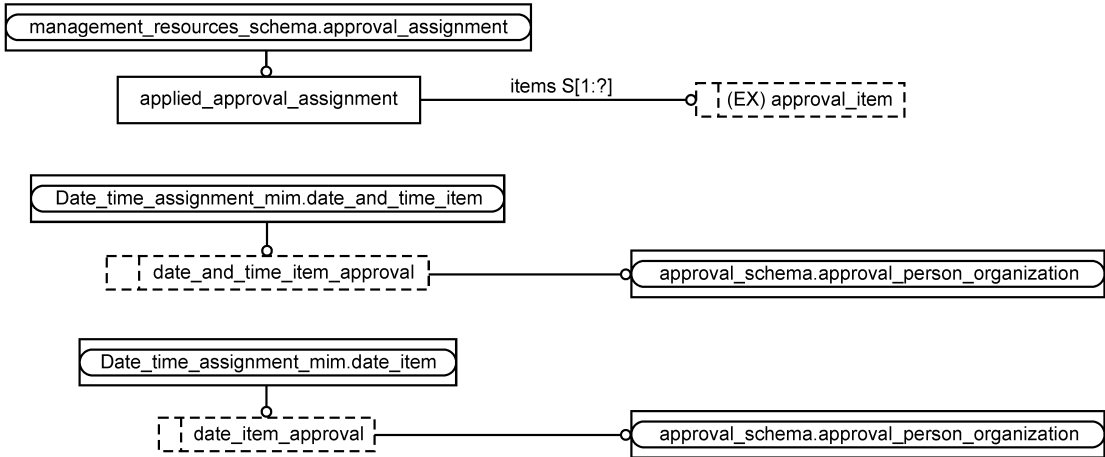 management_resources_schema.approval_assignment
applied_approval_assignment
items S[1:?]
(EX) approval_item
Date_time_assignment_mim.date_and_time_item
date_and_time_item_approval
approval_schema.approval_person_organization
Date_time_assignment_mim.date_item
date_item_approval
approval_schema.approval_person_organization